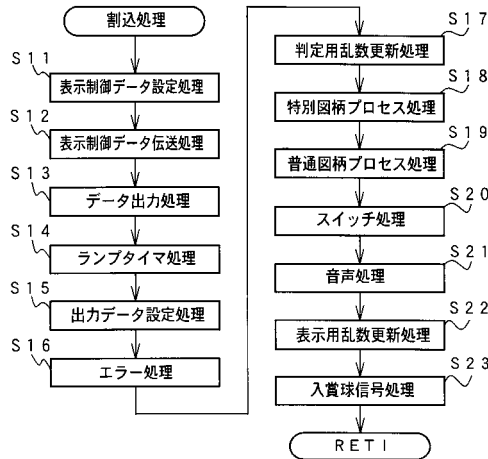 割込処理
S11
表示制御データ設定処理
S12
表示制御データ伝送処理
S13
データ出力処理
S14
ランプタイマ処理
S15
出力データ設定処理
S16
エラー処理
S17
判定用乱数更新処理
S18
特別図柄プロセス処理
S19
普通図柄プロセス処理
S20
スイッチ処理
S21
音声処理
S22
表示用乱数更新処理
S23
入賞球信号処理
RETI